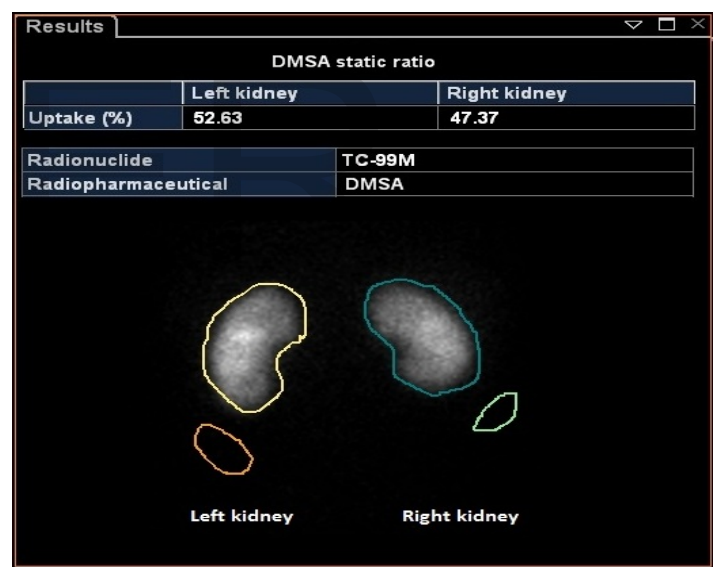 Results
DMSA static ratio
Left kidney Right kidney
Uptake (%) 52.63 47.37
Radionuclide TC-99M
Radiopharmaceutical DMSA
Left kidney Right kidney